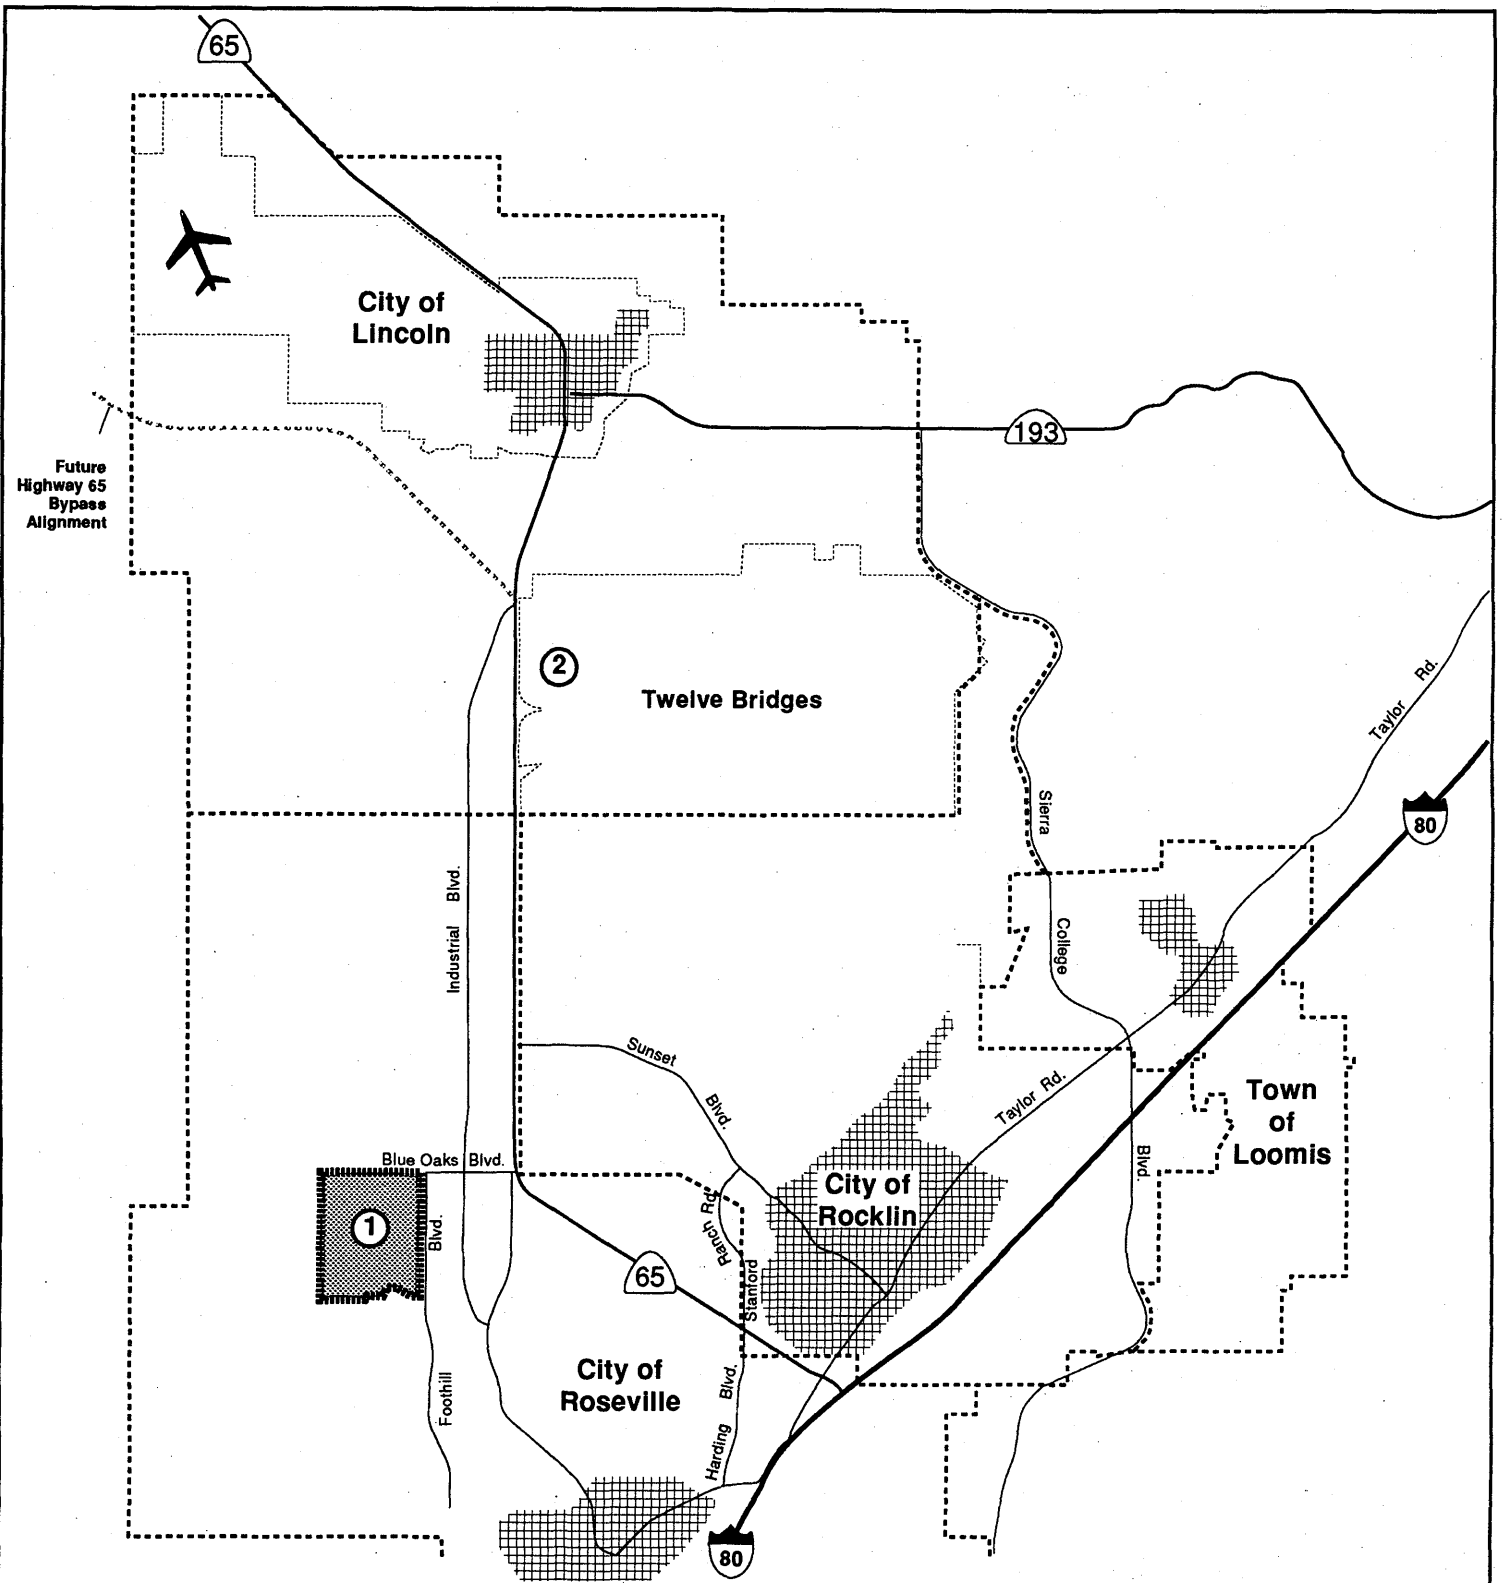 65
City of
Lincoln
193
Future
Highway 65
Bypass
Alignment
2
Twelve Bridges
Taylor Rd.
80
Sierra
College
Blvd.
Industrial Blvd.
Sunset
Blvd.
Taylor Rd.
Town
of
Loomis
Blue Oaks Blvd.
1
Blvd.
Foothill
City of
Rocklin
Ranch Rd.
Stanford
65
City of
Roseville
Harding Blvd.
80